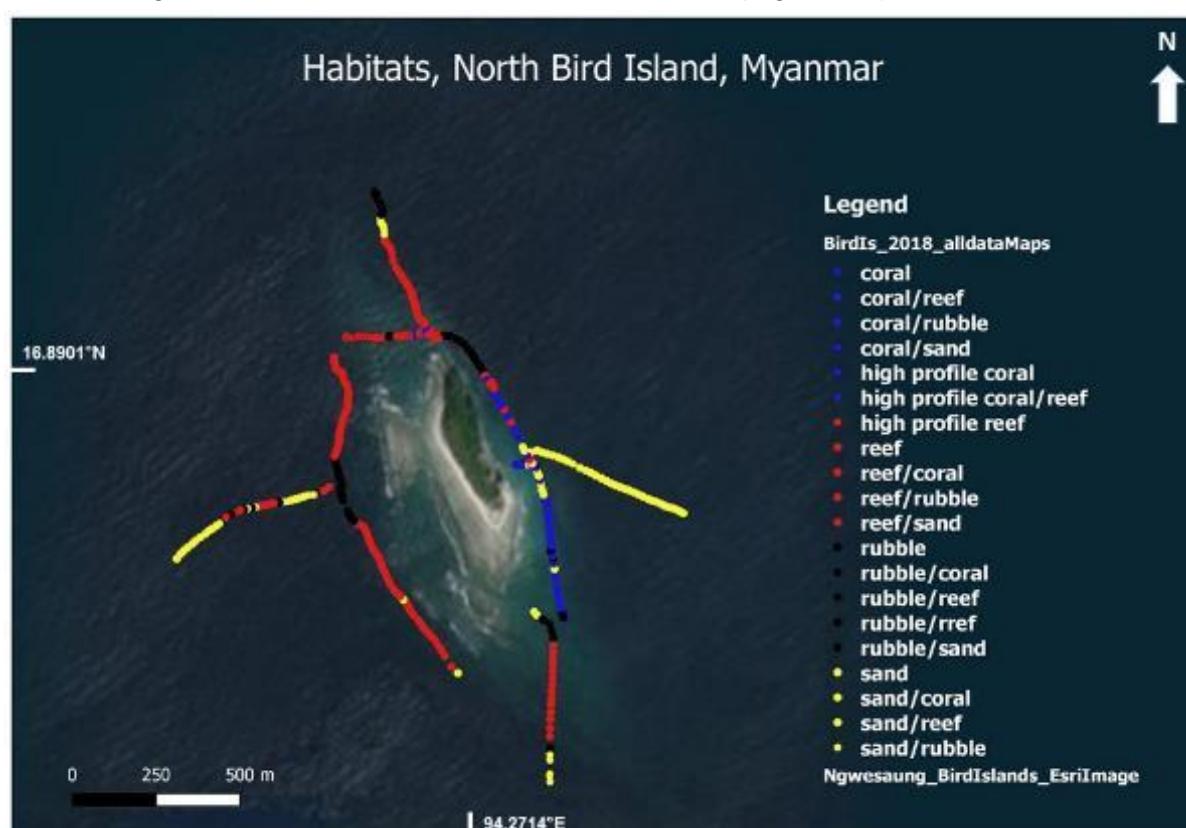 Habitats, North Bird Island, Myanmar
N
Legend
BirdIs_2018_alldataMaps
coral
coral/reef
coral/rubble
coral/sand
high profile coral
high profile coral/reef
high profile reef
reef
reef/coral
reef/rubble
reef/sand
rubble
rubble/coral
rubble/reef
rubble/rref
rubble/sand
sand
sand/coral
sand/reef
sand/rubble
Ngwesaung_BirdIslands_EsriImage
16.8901°N
0 250 500 m
94.2714°E